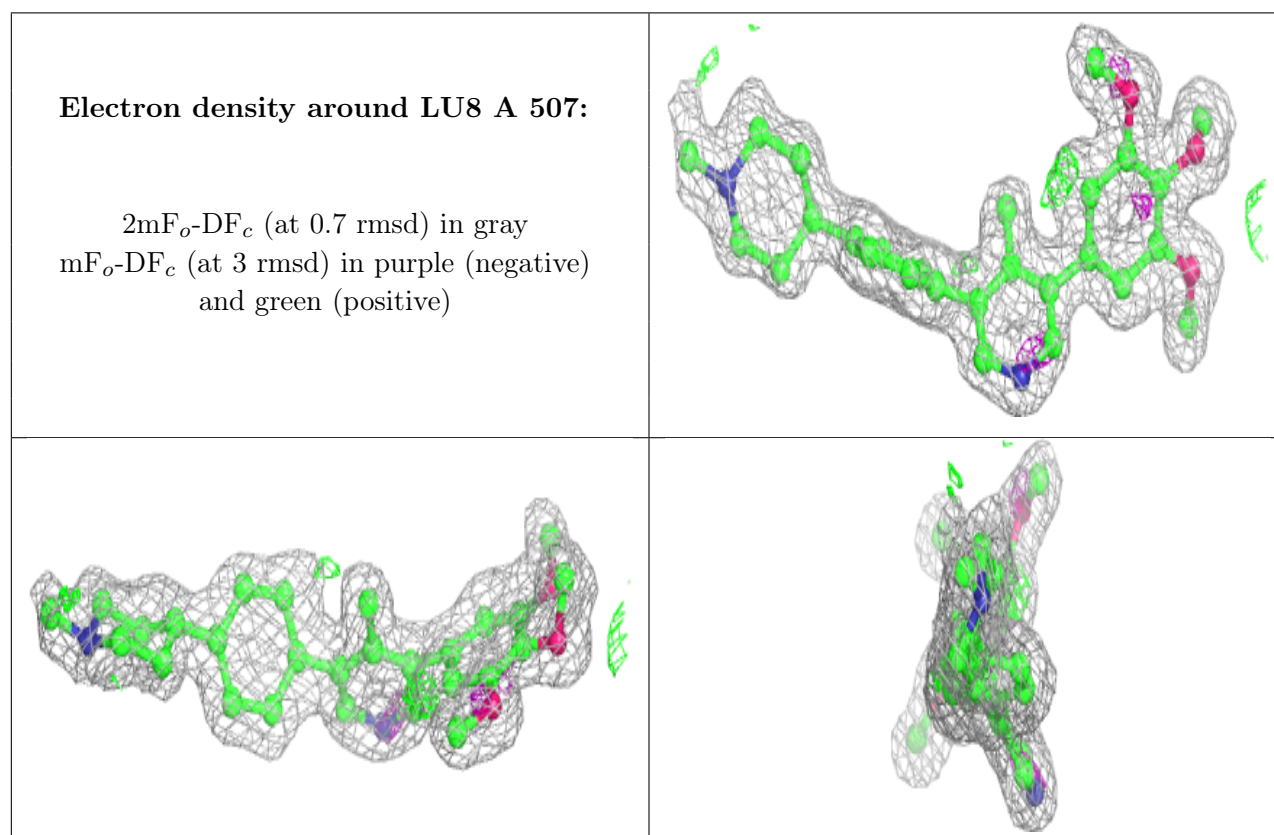 Electron density around LU8 A 507:
2mFo-DFc (at 0.7 rmsd) in gray
mFo-DFc (at 3 rmsd) in purple (negative)
and green (positive)